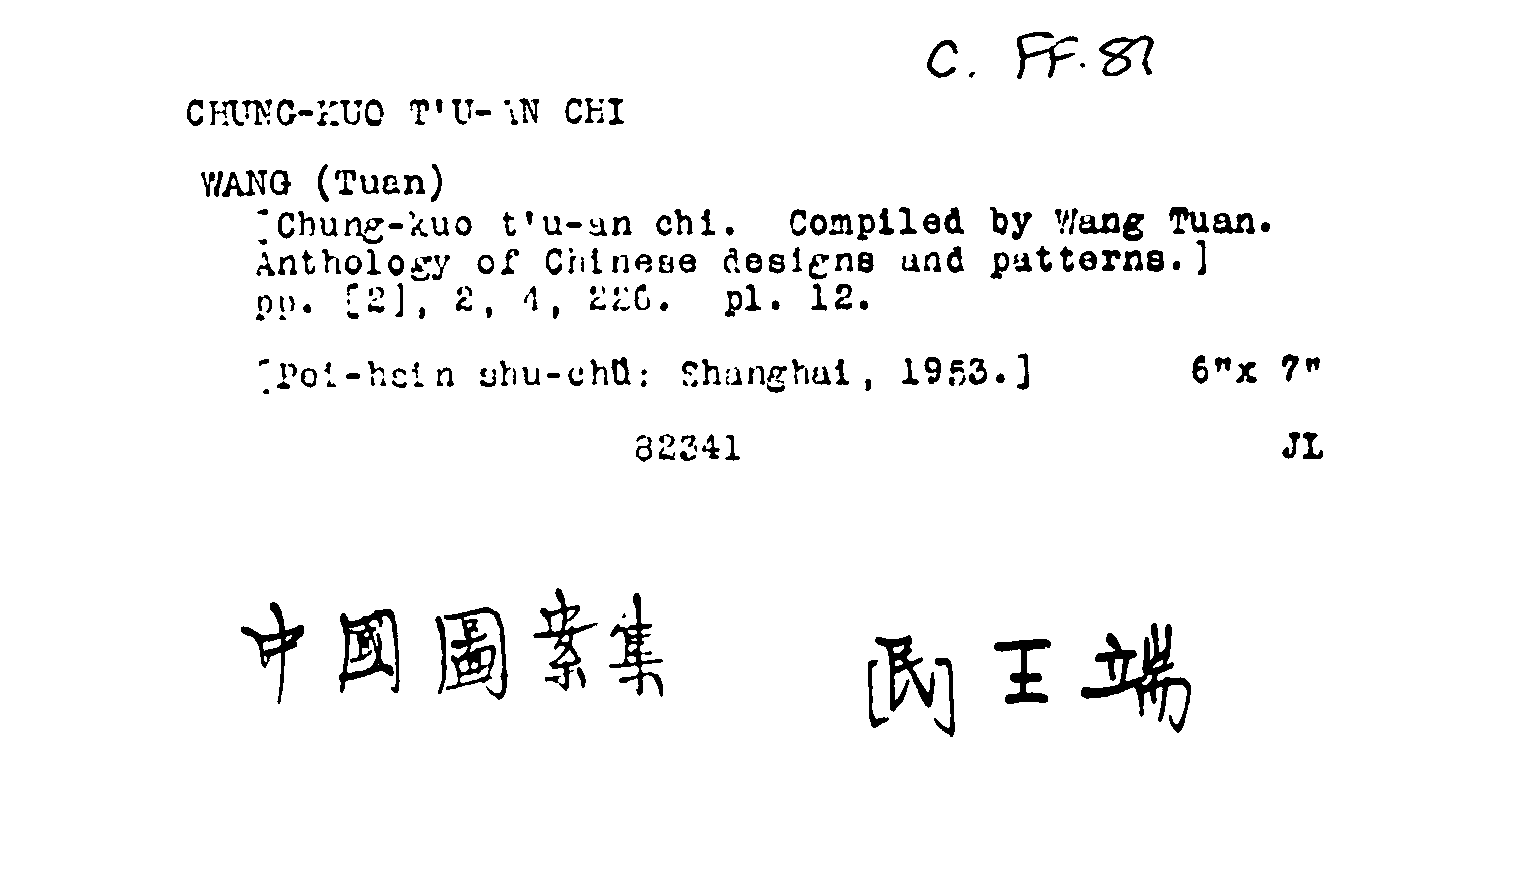 C. FF.87
CHUNG-KUO T'U-AN CHI
WANG (Tuan)
[Chung-kuo t'u-an chi. Compiled by Wang Tuan.
Anthology of Chinese designs and patterns.]
pp. [2], 2, 4, 226. pl. 12.
[Pei-hsin shu-chü: Shanghai, 1953.] 6"x 7"
82341
JL
中國圖案集 [民]王端